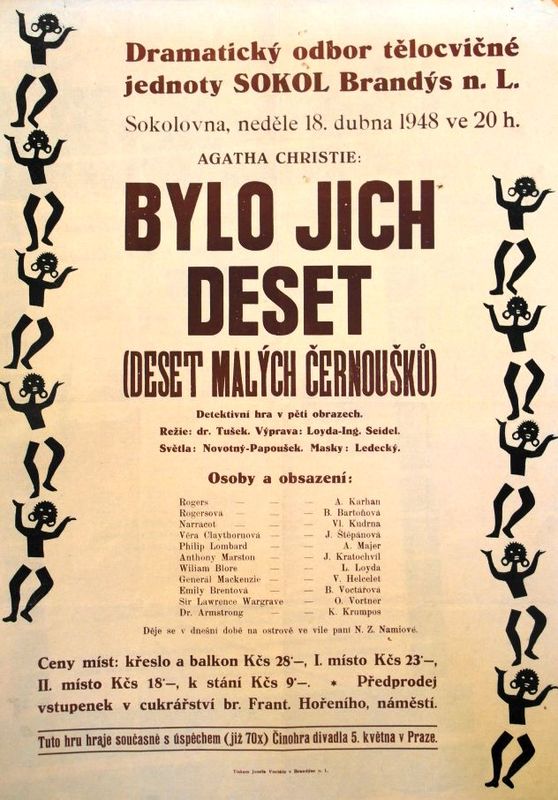 Dramatický odbor tělocvičné
jednoty SOKOL Brandýs n. L.
Sokolovna, neděle 18. dubna 1948 ve 20 h.
AGATHA CHRISTIE:
BYLO JICH
DESET
(DESET MALÝCH ČERNOUŠKŮ)
Detektivní hra v pěti obrazech.
Režie: dr. Tušek. Výprava: Loyda-Ing. Seidel.
Světla: Novotný-Papoušek. Masky: Ledecký.
Osoby a obsazení:
Rogers — — — A. Karhan
Rogersová — — — B. Bartoňová
Narracot — — — Vl. Kudrna
Věra Claythornová — — J. Štěpánová
Philip Lombard — — A. Majer
Anthony Marston — — J. Kratochvíl
Wiliam Blore — — L. Loyda
Generál Mackenzie — — V. Helcelet
Emily Brentová — — B. Voctářová
Sir Lawrence Wargrave — O. Vortner
Dr. Armstrong — — K. Krumpos
Děje se v dnešní době na ostrově ve vile paní N. Z. Namiové.
Ceny míst: křeslo a balkon Kčs 28·–, I. místo Kčs 23·–,
II. místo Kčs 18·–, k stání Kčs 9·–. * Předprodej
vstupenek v cukrářství br. Frant. Hořeního, náměstí.
Tuto hru hraje současně s úspěchem (již 70x) Činohra divadla 5. května v Praze.
Tiskem Josefa Vociáše v Brandýse n. L.